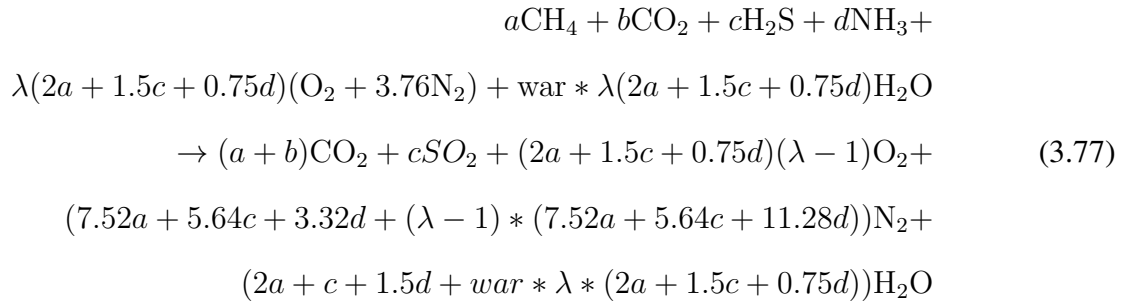 aCH₄ + bCO₂ + cH₂S + dNH₃+
λ(2a + 1.5c + 0.75d)(O₂ + 3.76N₂) + war * λ(2a + 1.5c + 0.75d)H₂O
→ (a + b)CO₂ + cSO₂ + (2a + 1.5c + 0.75d)(λ − 1)O₂+ (3.77)
(7.52a + 5.64c + 3.32d + (λ − 1) * (7.52a + 5.64c + 11.28d))N₂+
(2a + c + 1.5d + war * λ * (2a + 1.5c + 0.75d))H₂O